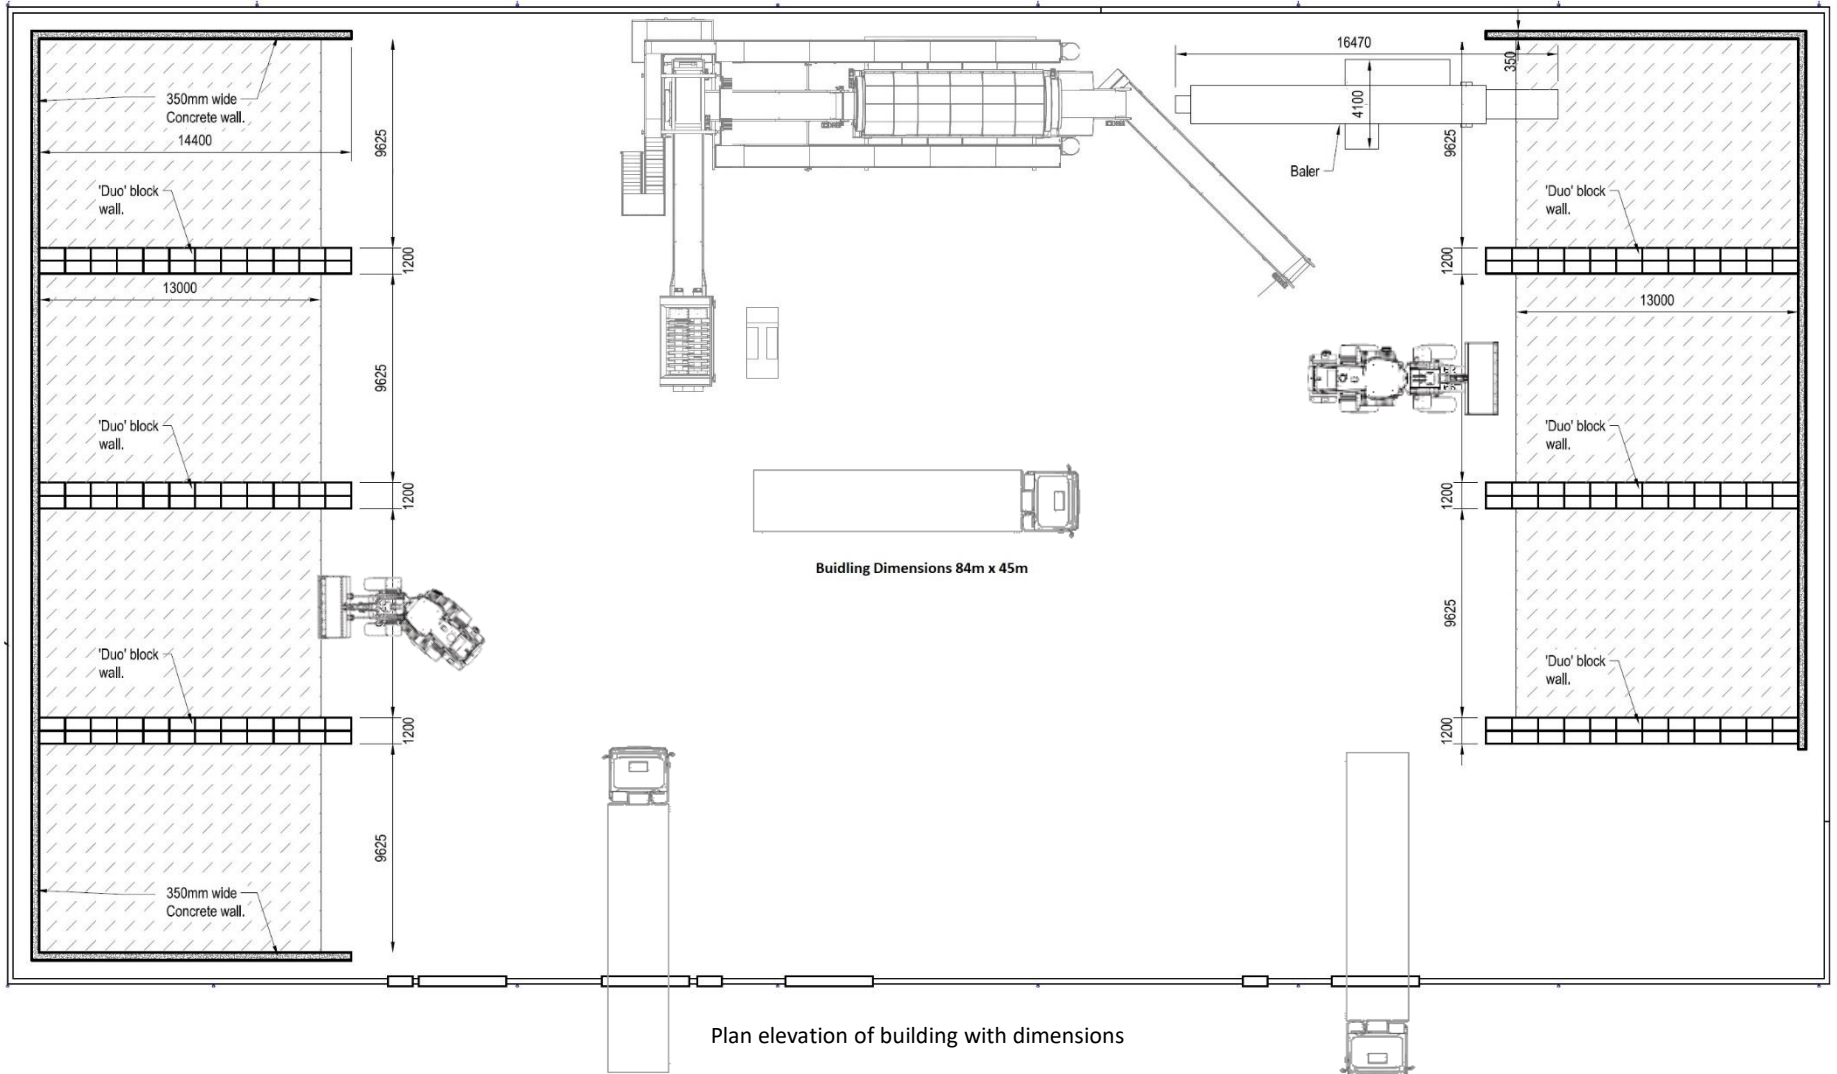 16470
350
350mm wide
Concrete wall.
14400
9625
4100
9625
Baler
'Duo' block
wall.
'Duo' block
wall.
1200
1200
13000
13000
9625
'Duo' block
wall.
'Duo' block
wall.
1200
1200
Buidling Dimensions 84m x 45m
9625
9625
'Duo' block
wall.
'Duo' block
wall.
1200
1200
9625
350mm wide
Concrete wall.
Plan elevation of building with dimensions